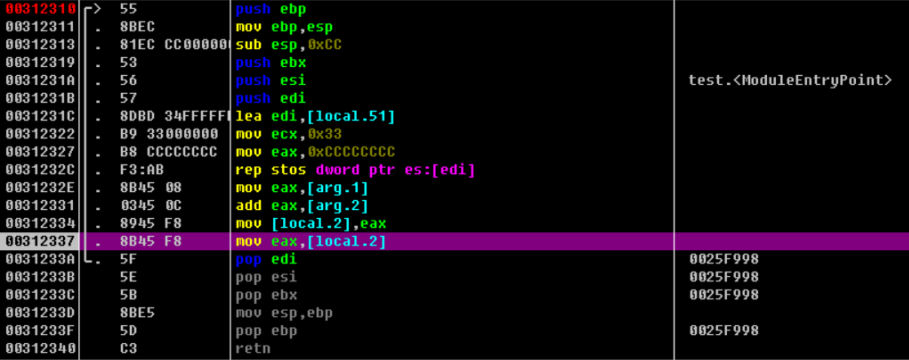 00312310 > 55 push ebp
00312311 . 8BEC mov ebp,esp
00312313 . 81EC CC00000 sub esp,0xCC
00312319 . 53 push ebx
0031231A . 56 push esi test.<ModuleEntryPoint>
0031231B . 57 push edi
0031231C . 8DBD 34FFFFF lea edi,[local.51]
00312322 . B9 33000000 mov ecx,0x33
00312327 . B8 CCCCCCCC mov eax,0xCCCCCCCC
0031232C . F3:AB rep stos dword ptr es:[edi]
0031232E . 8B45 08 mov eax,[arg.1]
00312331 . 0345 0C add eax,[arg.2]
00312334 . 8945 F8 mov [local.2],eax
00312337 . 8B45 F8 mov eax,[local.2]
0031233A . 5F pop edi 0025F998
0031233B 5E pop esi 0025F998
0031233C 5B pop ebx 0025F998
0031233D 8BE5 mov esp,ebp
0031233F 5D pop ebp 0025F998
00312340 C3 retn